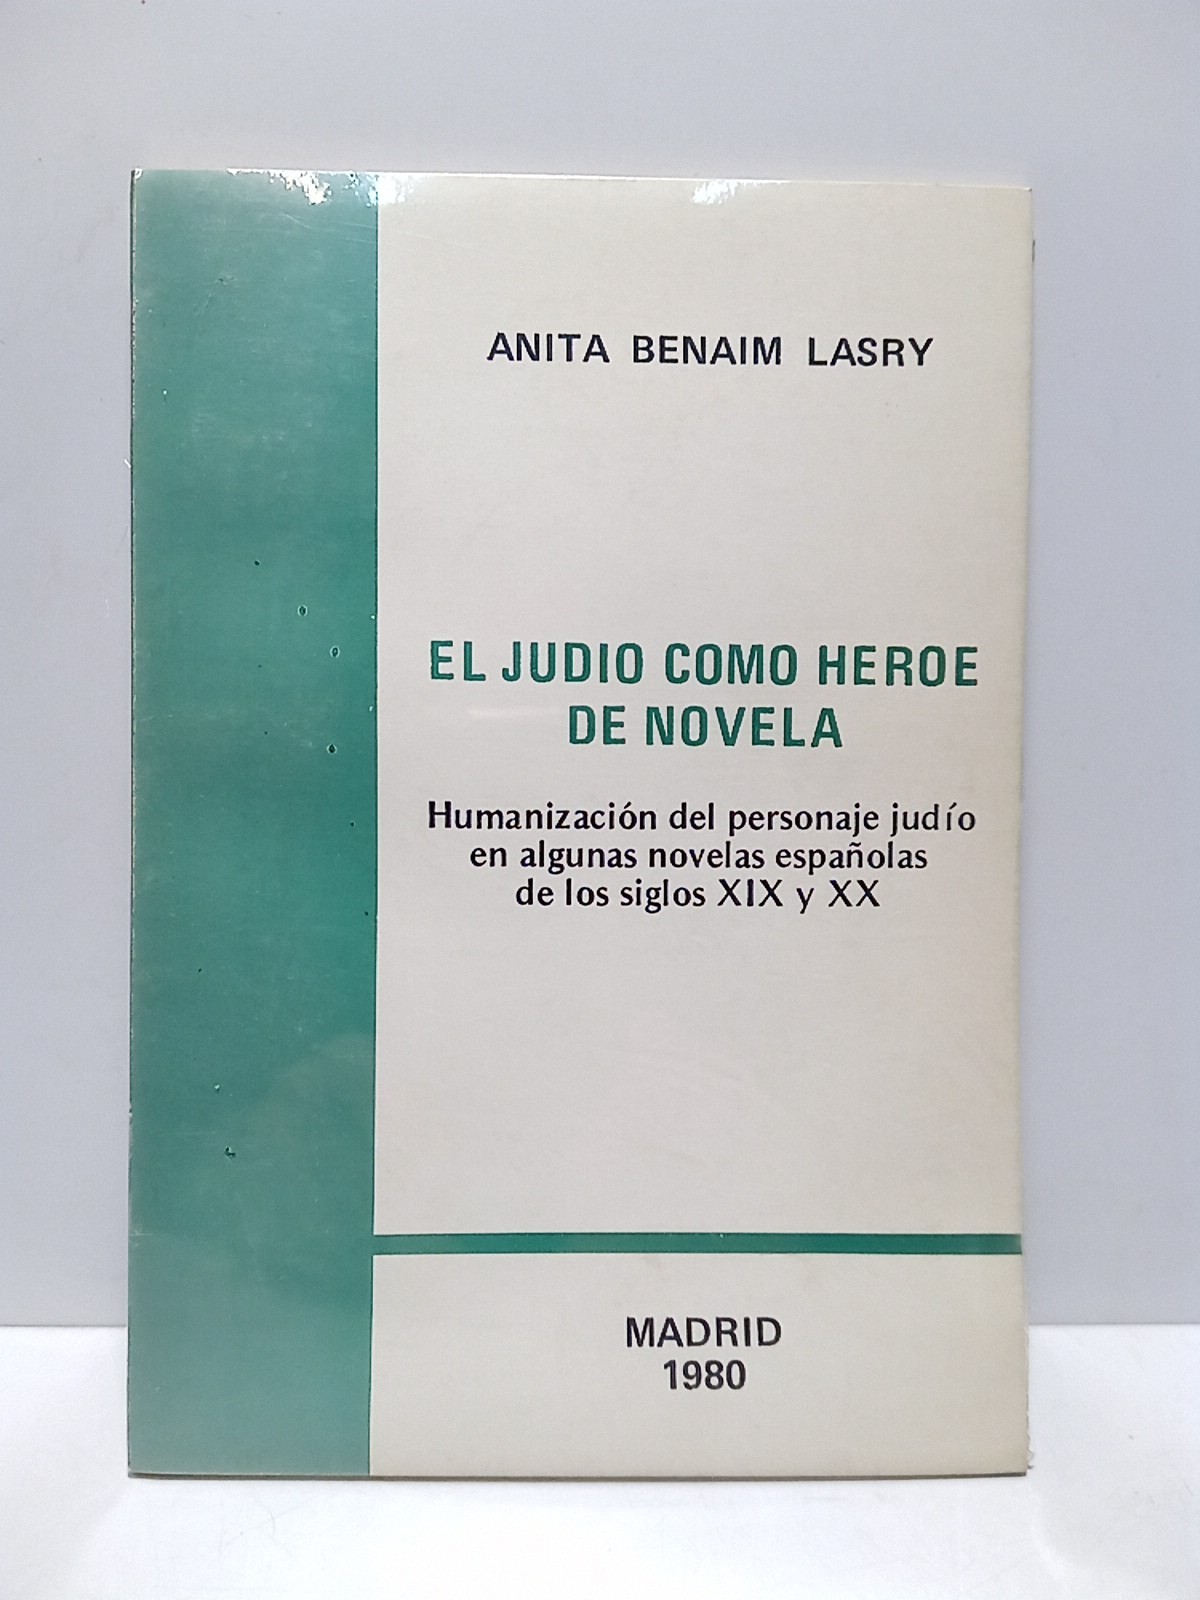 ANITA BENAIM LASRY
EL JUDIO COMO HEROE
DE NOVELA
Humanización del personaje judío
en algunas novelas españolas
de los siglos XIX y XX
MADRID
1980